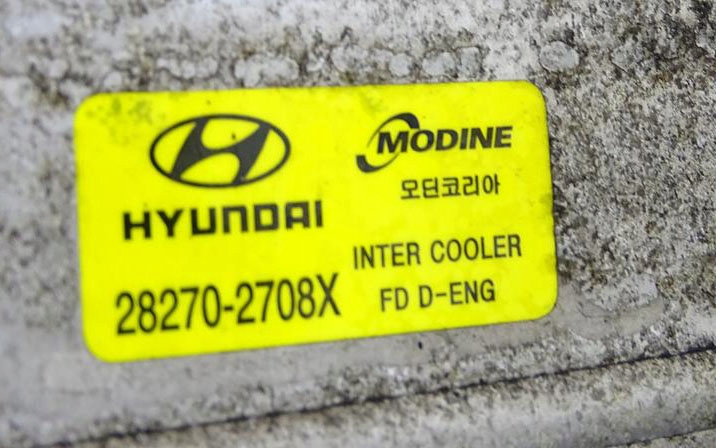 HYUNDAI
28270-2708X
MODINE
모딘코리아
INTER COOLER
FD D-ENG